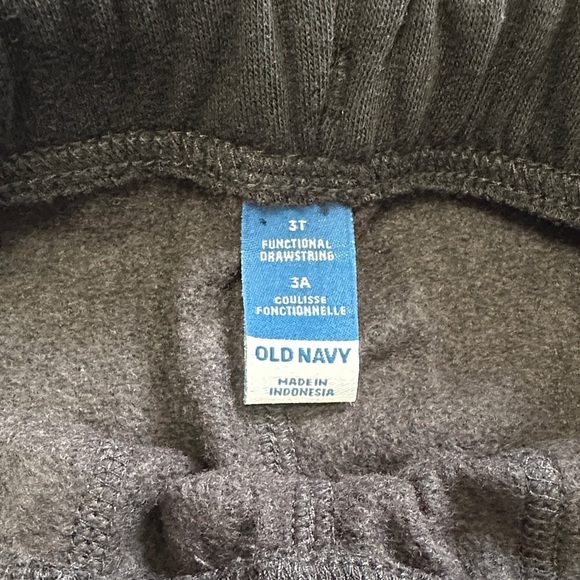 3T
FUNCTIONAL
DRAWSTRING
3A
COULISSE
FONCTIONNELLE
OLD NAVY
MADE IN
INDONESIA